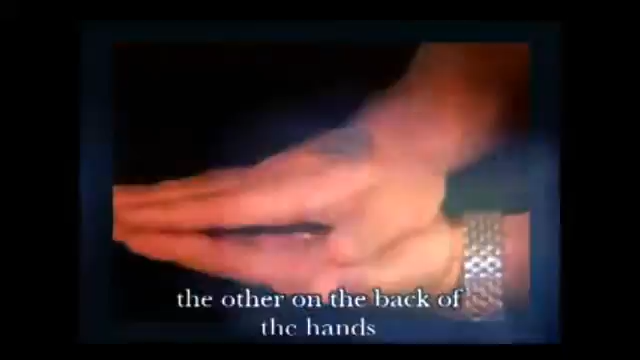 the other on the back of
the hands